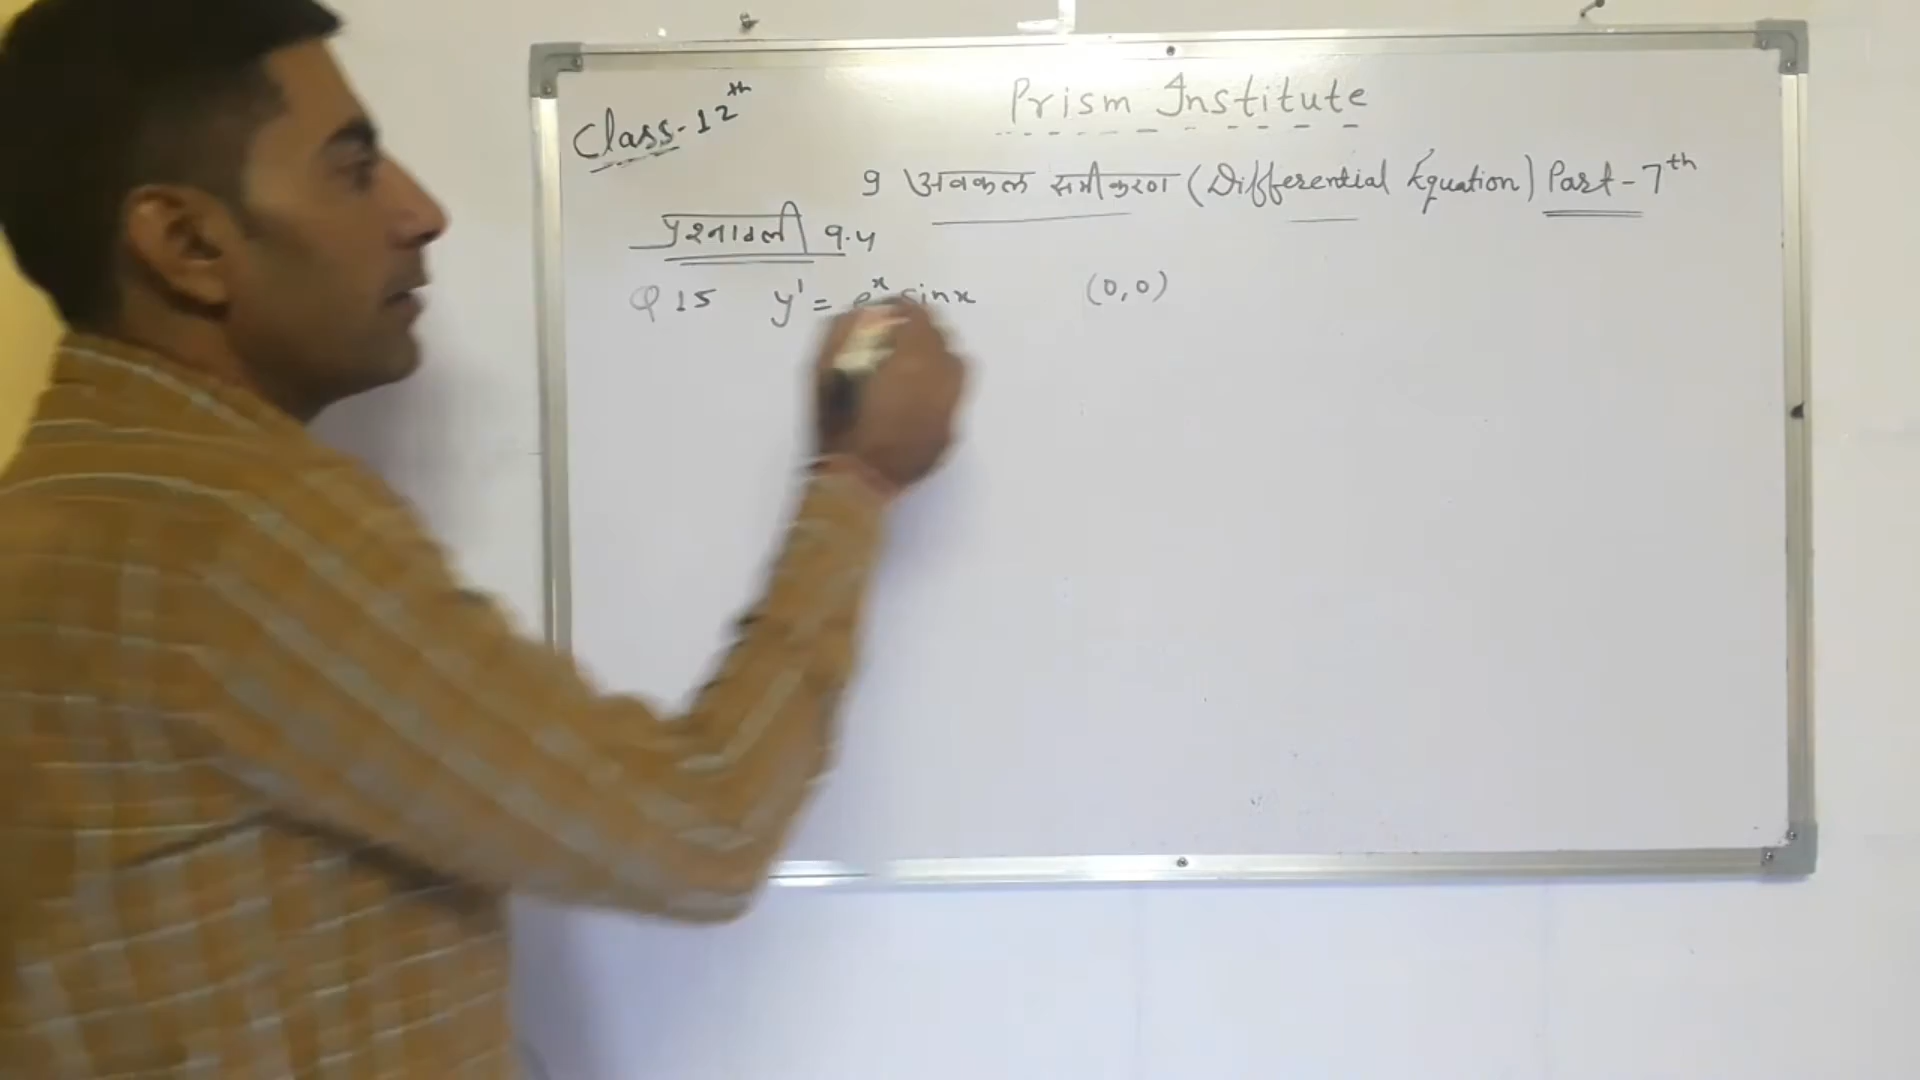 Prism Institute
Class-12th
9 अवकल समीकरण (Differential Equation) Part-7th
प्रश्नावली 9.4
Q 15 y' = e^x sinx (0,0)